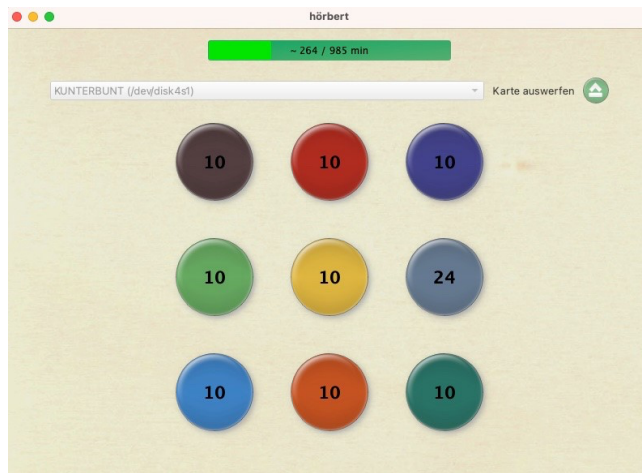 hörbert
~ 264 / 985 min
KUNTERBUNT (/dev/disk4s1)
Karte auswerfen
10 10 10
10 10 24
10 10 10